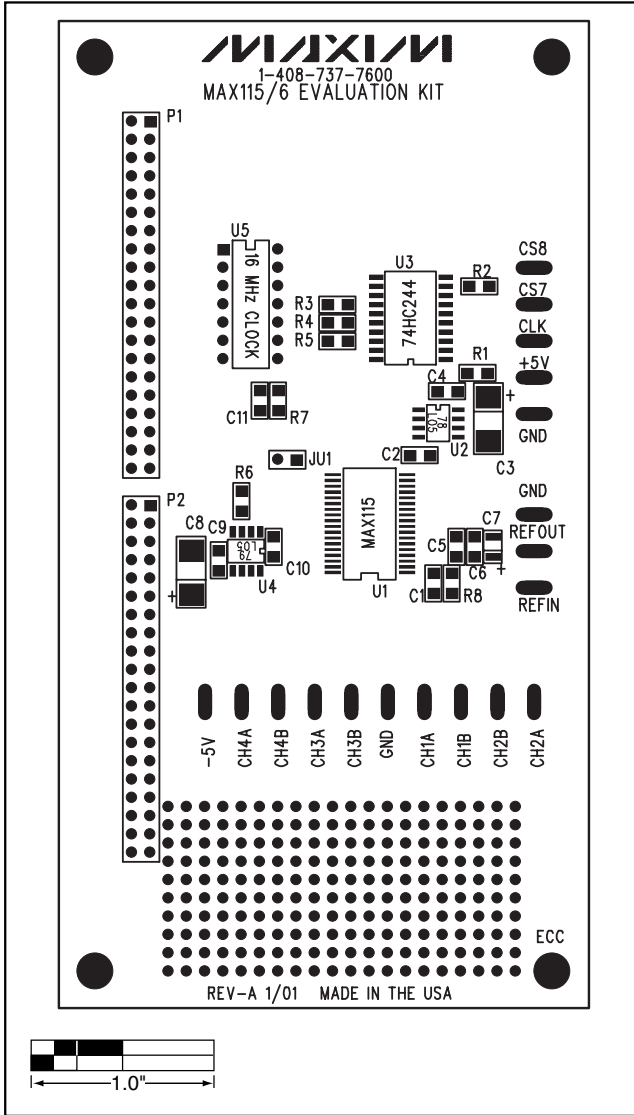 MAXIM
1-408-737-7600
MAX115/6 EVALUATION KIT
P1
U5
16 MHz CLOCK
U3
74HC244
R2
CS8
CS7
CLK
+5V
GND
R3
R4
R5
R1
C4
+
C11
R7
78
L05
U2
C3
C2
JU1
R6
P2
C8
C9
79
L05
C10
U4
+
MAX115
U1
GND
REFOUT
REFIN
C7
C5
C6
+
C1
R8
-5V
CH4A
CH4B
CH3A
CH3B
GND
CH1A
CH1B
CH2B
CH2A
ECC
REV-A 1/01 MADE IN THE USA
1.0"